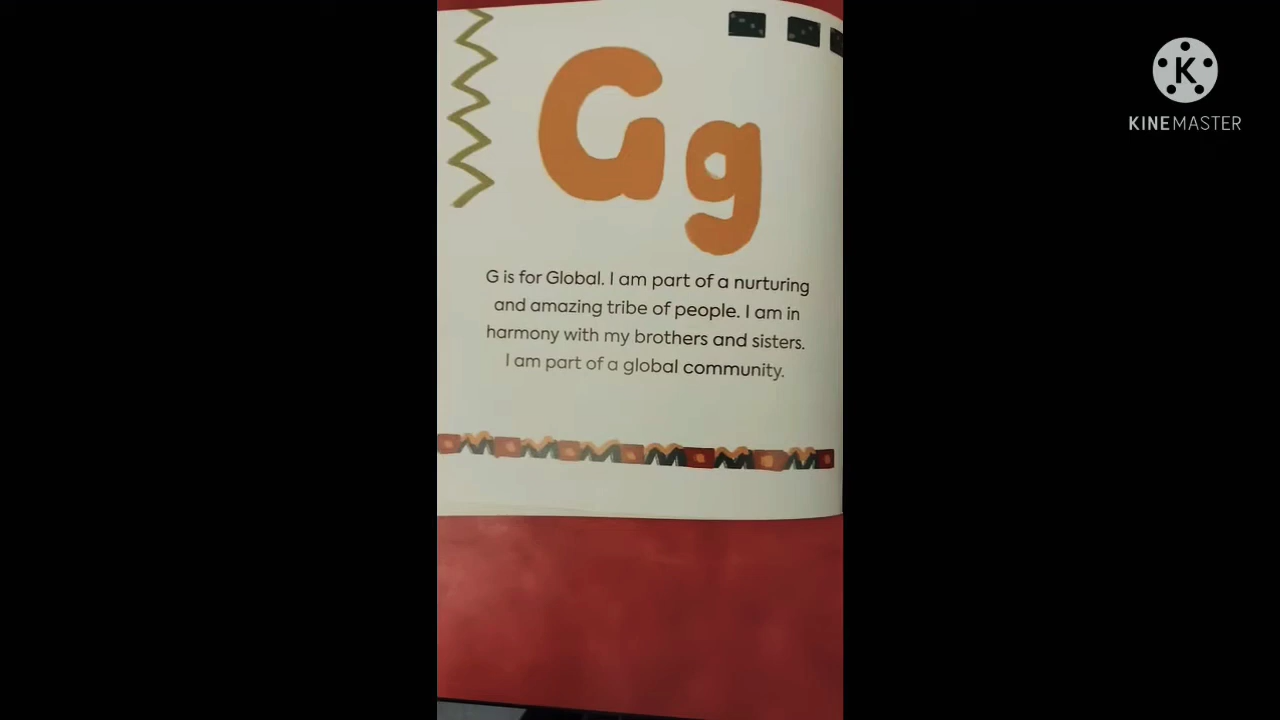 Gg
G is for Global. I am part of a nurturing
and amazing tribe of people. I am in
harmony with my brothers and sisters.
I am part of a global community.
K
KINEMASTER